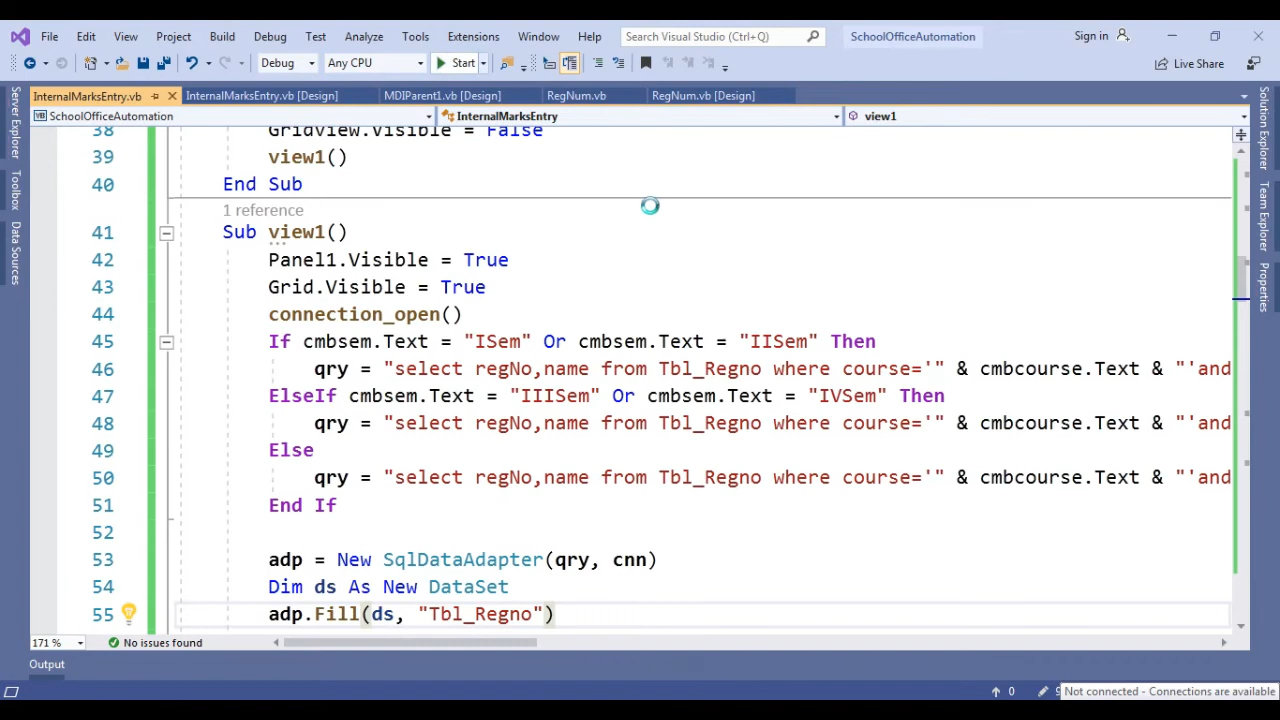 File Edit View Project Build Debug Test Analyze Tools Extensions Window Help Search Visual Studio (Ctrl+Q) SchoolOfficeAutomation Sign in
Debug Any CPU Start Live Share
InternalMarksEntry.vb InternalMarksEntry.vb [Design] MDIParent1.vb [Design] RegNum.vb RegNum.vb [Design]
SchoolOfficeAutomation InternalMarksEntry view1
Server Explorer
Toolbox
Data Sources
Solution Explorer
Team Explorer
Properties
38 GridView.Visible = False
39 view1()
40 End Sub
1 reference
41 Sub view1()
42 Panel1.Visible = True
43 Grid.Visible = True
44 connection_open()
45 If cmbsem.Text = "ISem" Or cmbsem.Text = "IISem" Then
46 qry = "select regNo,name from Tbl_Regno where course='" & cmbcourse.Text & "'and
47 ElseIf cmbsem.Text = "IIISem" Or cmbsem.Text = "IVSem" Then
48 qry = "select regNo,name from Tbl_Regno where course='" & cmbcourse.Text & "'and
49 Else
50 qry = "select regNo,name from Tbl_Regno where course='" & cmbcourse.Text & "'and
51 End If
52
53 adp = New SqlDataAdapter(qry, cnn)
54 Dim ds As New DataSet
55 adp.Fill(ds, "Tbl_Regno")
171 % No issues found
Output
0 Not connected - Connections are available